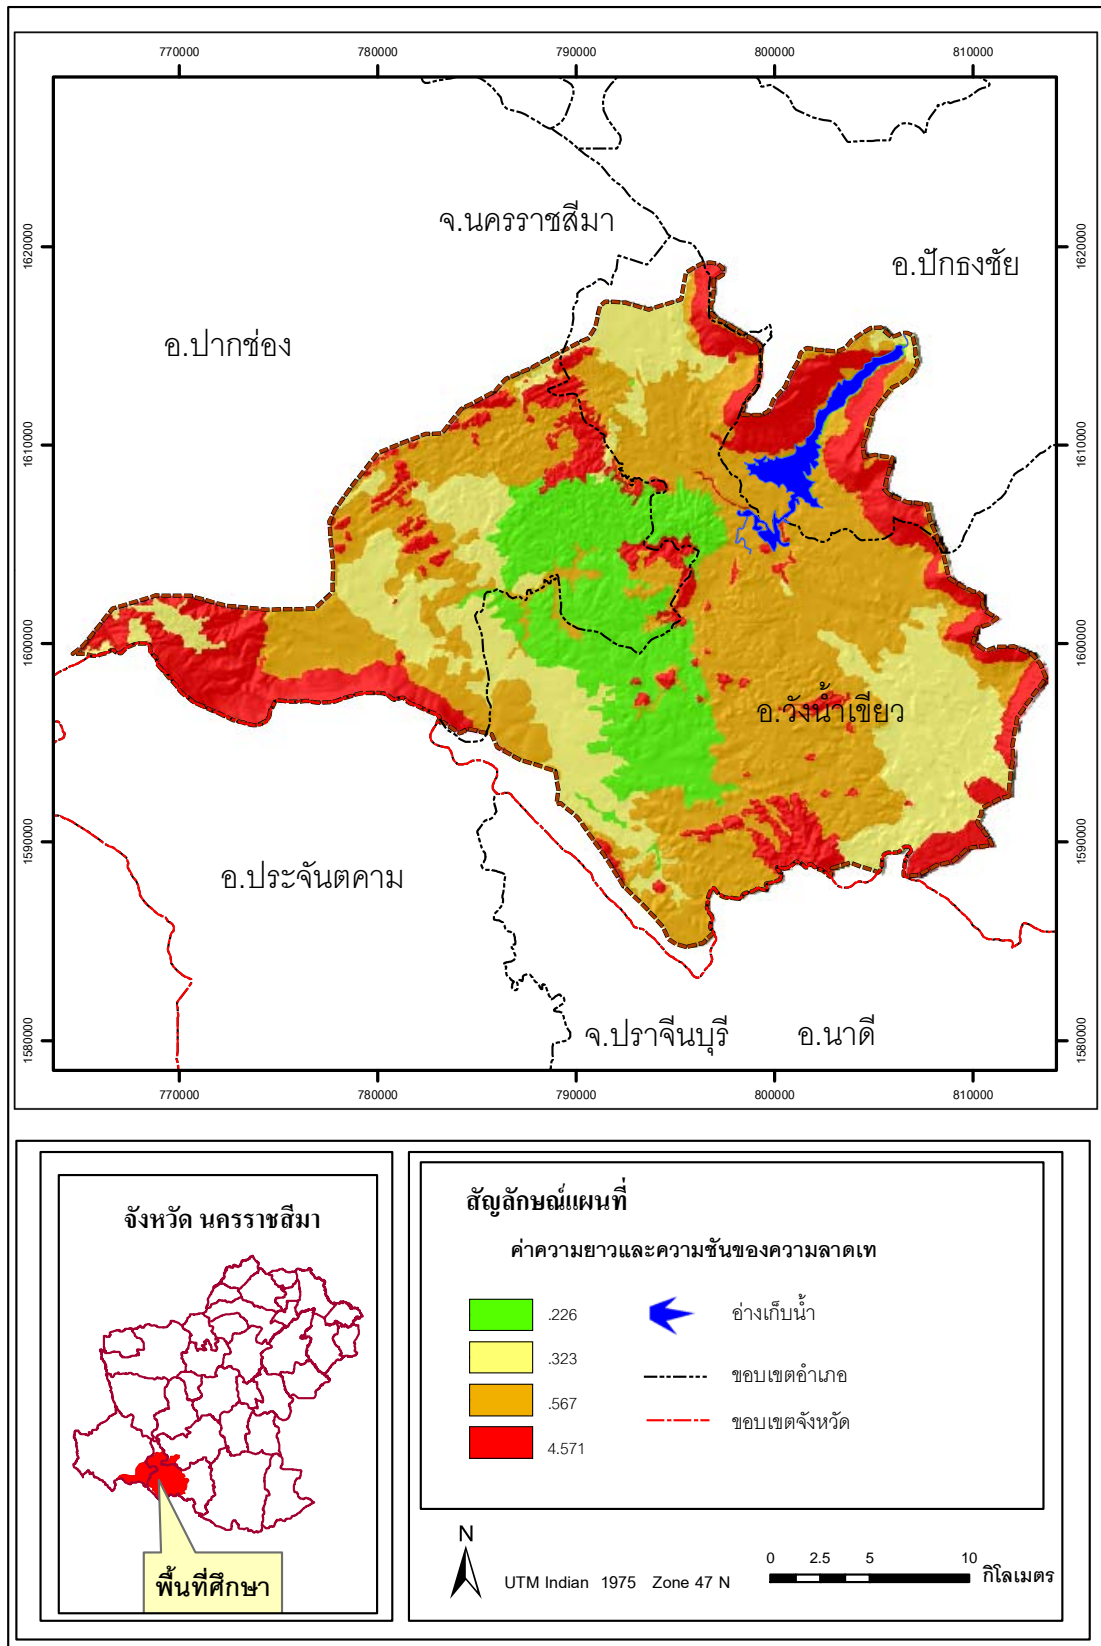 770000 780000 790000 800000 810000
1620000 1620000
จ.นครราชสีมา
อ.ปักธงชัย
อ.ปากช่อง
1610000 1610000
1600000 1600000
อ.วังน้ำเขียว
1590000 1590000
อ.ประจันตคาม
1580000 1580000
จ.ปราจีนบุรี อ.นาดี
770000 780000 790000 800000 810000
จังหวัด นครราชสีมา
พื้นที่ศึกษา
สัญลักษณ์แผนที่
ค่าความยาวและความชันของความลาดเท
.226 อ่างเก็บน้ำ
.323 ขอบเขตอำเภอ
.567 ขอบเขตจังหวัด
4.571
N
UTM Indian 1975 Zone 47 N
0 2.5 5 10
กิโลเมตร